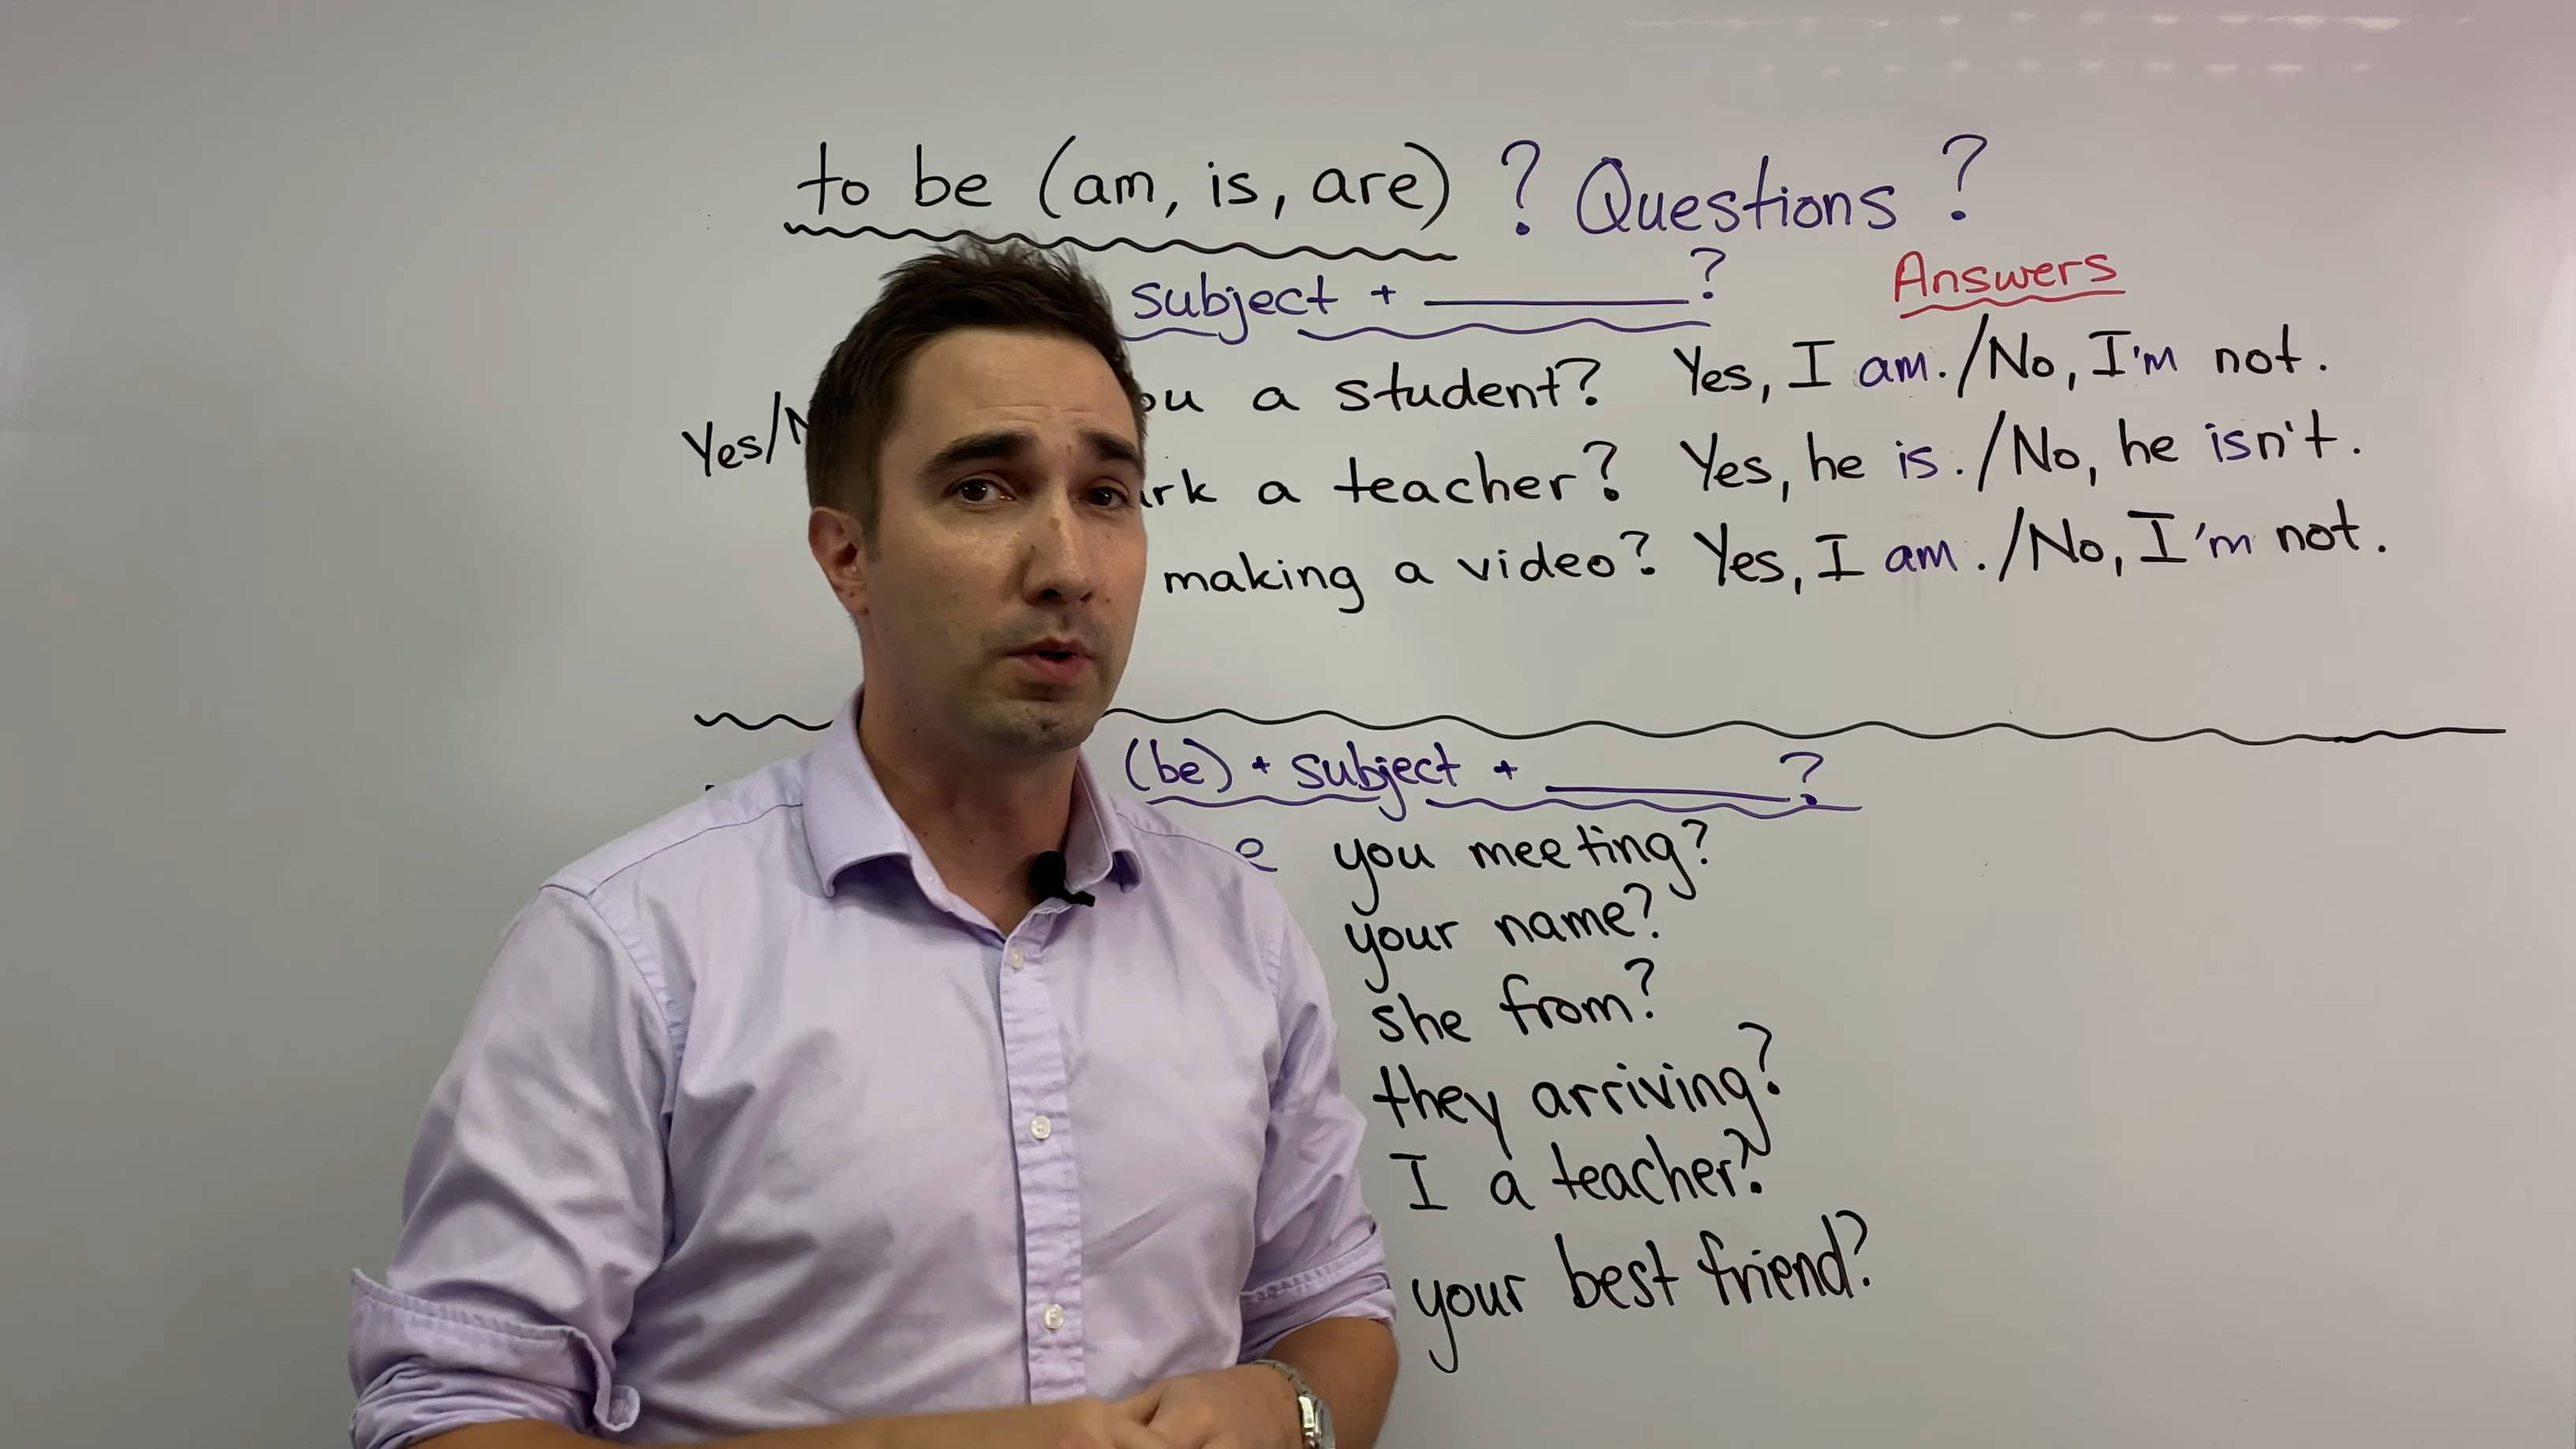 to be (am, is, are) ? Questions ?
subject + ________?
Answers
Yes/N
ou a student? Yes, I am. / No, I'm not.
rk a teacher? Yes, he is. / No, he isn't.
making a video? Yes, I am. / No, I'm not.
(be) + subject + ________?
e you meeting?
your name?
she from?
they arriving?
I a teacher?
your best friend?